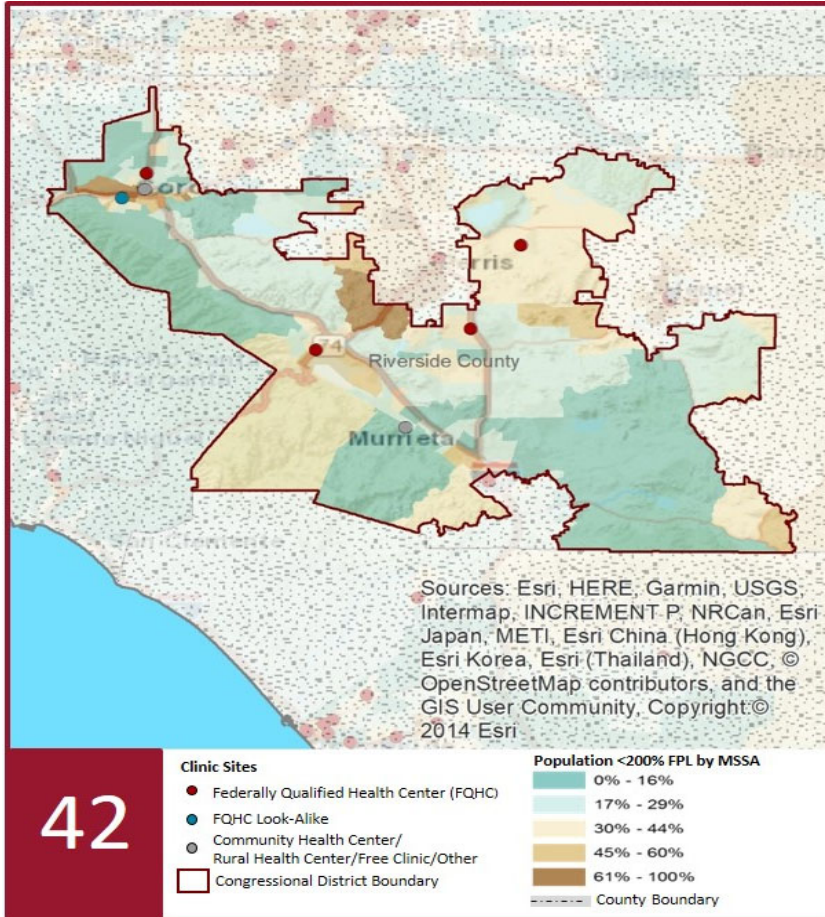 Riverside County
74
Murrieta
Sources: Esri, HERE, Garmin, USGS,
Intermap, INCREMENT P, NRCan, Esri
Japan, METI, Esri China (Hong Kong),
Esri Korea, Esri (Thailand), NGCC, ©
OpenStreetMap contributors, and the
GIS User Community, Copyright:©
2014 Esri
42
Clinic Sites
Federally Qualified Health Center (FQHC)
FQHC Look-Alike
Community Health Center/
Rural Health Center/Free Clinic/Other
Congressional District Boundary
Population <200% FPL by MSSA
0% - 16%
17% - 29%
30% - 44%
45% - 60%
61% - 100%
County Boundary